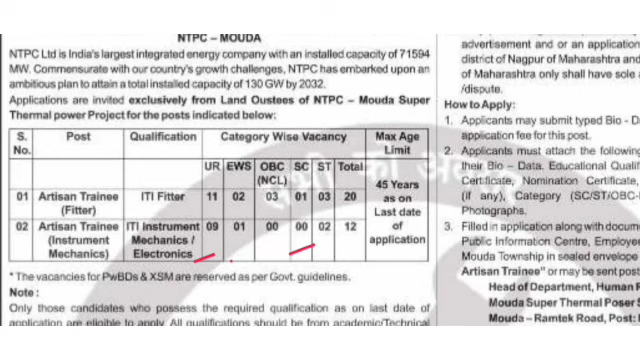 NTPC – MOUDA
NTPC Ltd is India's largest integrated energy company with an installed capacity of 71594
MW. Commensurate with our country's growth challenges, NTPC has embarked upon an
ambitious plan to attain a total installed capacity of 130 GW by 2032.
Applications are invited exclusively from Land Oustees of NTPC – Mouda Super
Thermal power Project for the posts indicated below:
S. No. Post Qualification Category Wise Vacancy Max Age Limit
UR EWS OBC (NCL) SC ST Total
01 Artisan Trainee (Fitter) ITI Fitter 11 02 03 01 03 20
45 Years as on Last date of application
02 Artisan Trainee (Instrument Mechanics) ITI Instrument Mechanics / Electronics 09 01 00 00 02 12
* The vacancies for PwBDs & XSM are reserved as per Govt. guidelines.
Note :
Only those candidates who possess the required qualification as on last date of
application are eligible to apply. All qualifications should be from academic/Technical
advertisement and or an application
district of Nagpur of Maharashtra and
of Maharashtra only shall have sole
/dispute.
How to Apply:
1. Applicants may submit typed Bio -
application fee for this post.
2. Applicants must attach the following
their Bio – Data. Educational
Certificate, Nomination Certificate,
(if any), Category (SC/ST/OBC-
Photographs.
3. Filled in application along with
Public Information Centre,
Mouda Township in sealed envelope
Artisan Trainee" or may be sent post
Head of Department, Human
Mouda Super Thermal Poser
Mouda – Ramtek Road, Post: